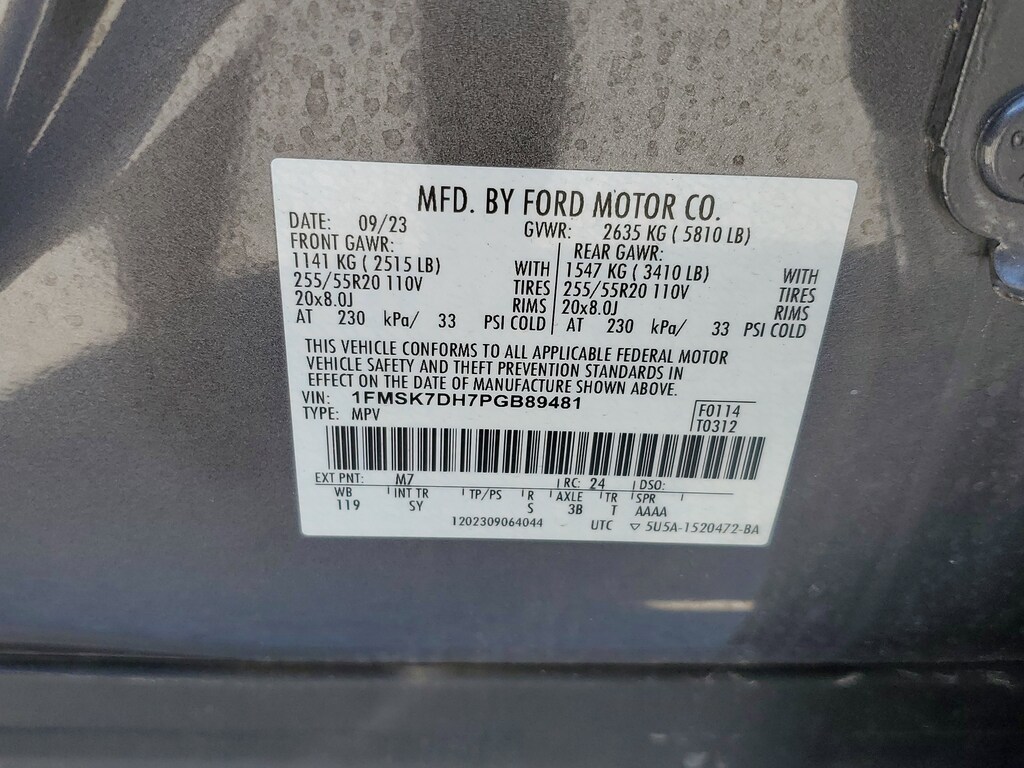 MFD. BY FORD MOTOR CO.
DATE: 09/23 GVWR: 2635 KG ( 5810 LB)
FRONT GAWR: REAR GAWR:
1141 KG ( 2515 LB) WITH 1547 KG ( 3410 LB) WITH
255/55R20 110V TIRES 255/55R20 110V TIRES
20x8.0J RIMS 20x8.0J RIMS
AT 230 kPa/ 33 PSI COLD AT 230 kPa/ 33 PSI COLD
THIS VEHICLE CONFORMS TO ALL APPLICABLE FEDERAL MOTOR
VEHICLE SAFETY AND THEFT PREVENTION STANDARDS IN
EFFECT ON THE DATE OF MANUFACTURE SHOWN ABOVE.
VIN: 1FMSK7DH7PGB89481 F0114
TYPE: MPV T0312
EXT PNT: M7 RC: 24 DSO:
WB INT TR TP/PS R AXLE TR SPR
119 SY S 3B T AAAA
1202309064044 UTC ▽ 5U5A-1520472-BA